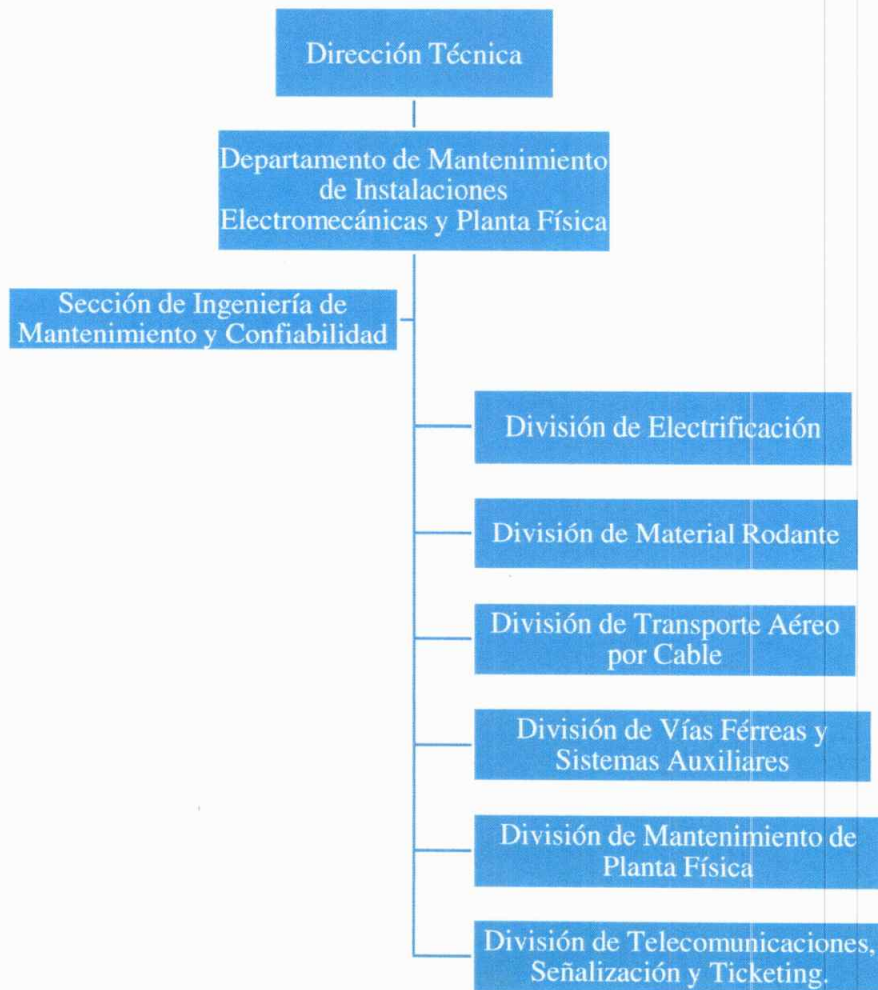 Dirección Técnica
Departamento de Mantenimiento
de Instalaciones
Electromecánicas y Planta Física
Sección de Ingeniería de
Mantenimiento y Confiabilidad
División de Electrificación
División de Material Rodante
División de Transporte Aéreo
por Cable
División de Vías Férreas y
Sistemas Auxiliares
División de Mantenimiento de
Planta Física
División de Telecomunicaciones,
Señalización y Ticketing.